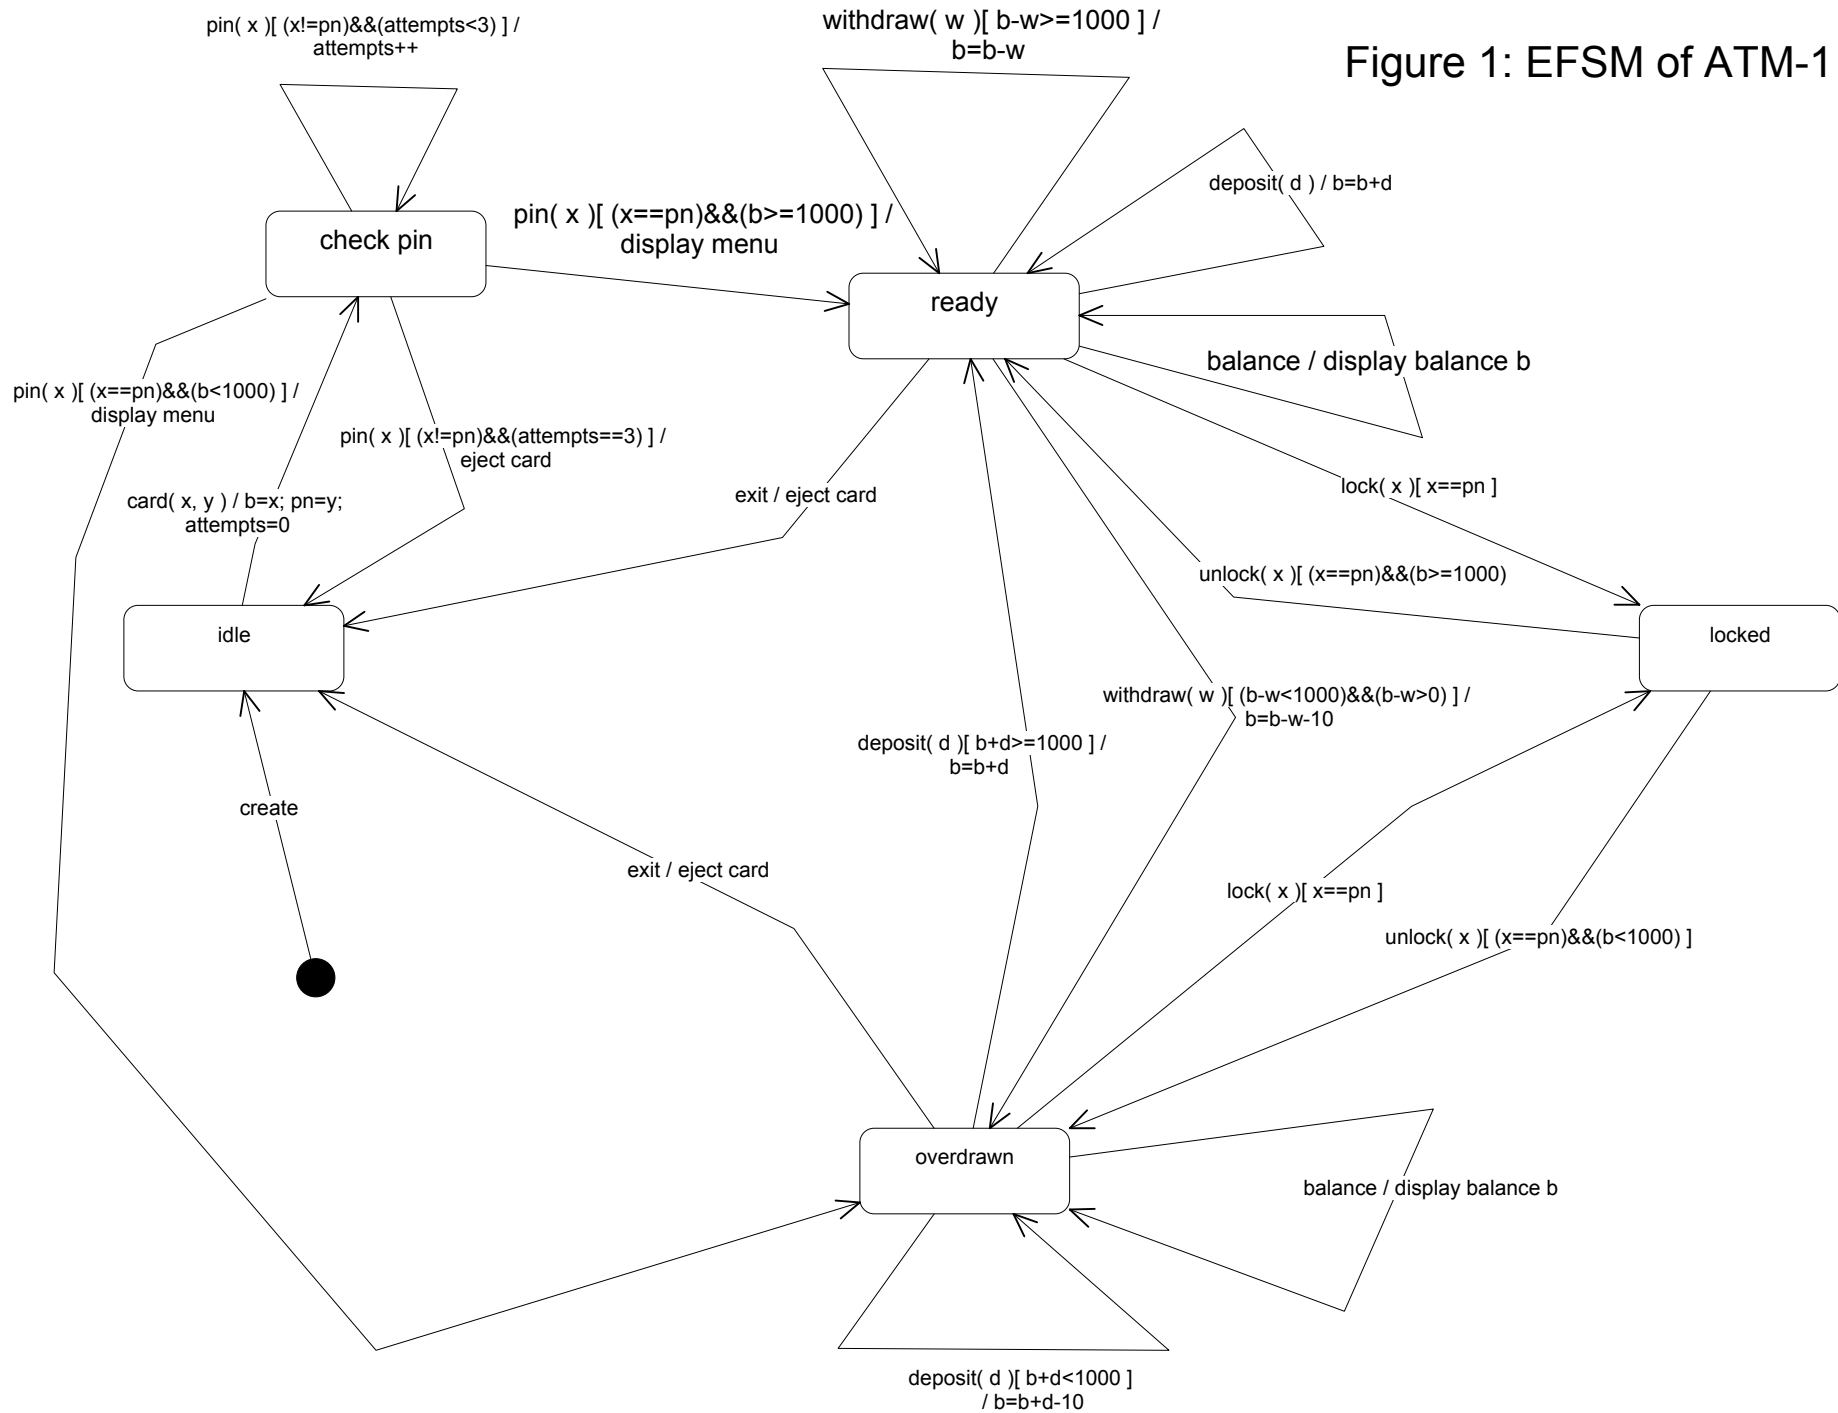 pin( x )[ (x!=pn)&&(attempts<3) ] /
attempts++
withdraw( w )[ b-w>=1000 ] /
b=b-w
Figure 1: EFSM of ATM-1
deposit( d ) / b=b+d
pin( x )[ (x==pn)&&(b>=1000) ] /
display menu
check pin
ready
balance / display balance b
pin( x )[ (x==pn)&&(b<1000) ] /
display menu
pin( x )[ (x!=pn)&&(attempts==3) ] /
eject card
card( x, y ) / b=x; pn=y;
attempts=0
exit / eject card
lock( x )[ x==pn ]
unlock( x )[ (x==pn)&&(b>=1000)
idle
locked
withdraw( w )[ (b-w<1000)&&(b-w>0) ] /
b=b-w-10
deposit( d )[ b+d>=1000 ] /
b=b+d
create
exit / eject card
lock( x )[ x==pn ]
unlock( x )[ (x==pn)&&(b<1000) ]
overdrawn
balance / display balance b
deposit( d )[ b+d<1000 ]
/ b=b+d-10